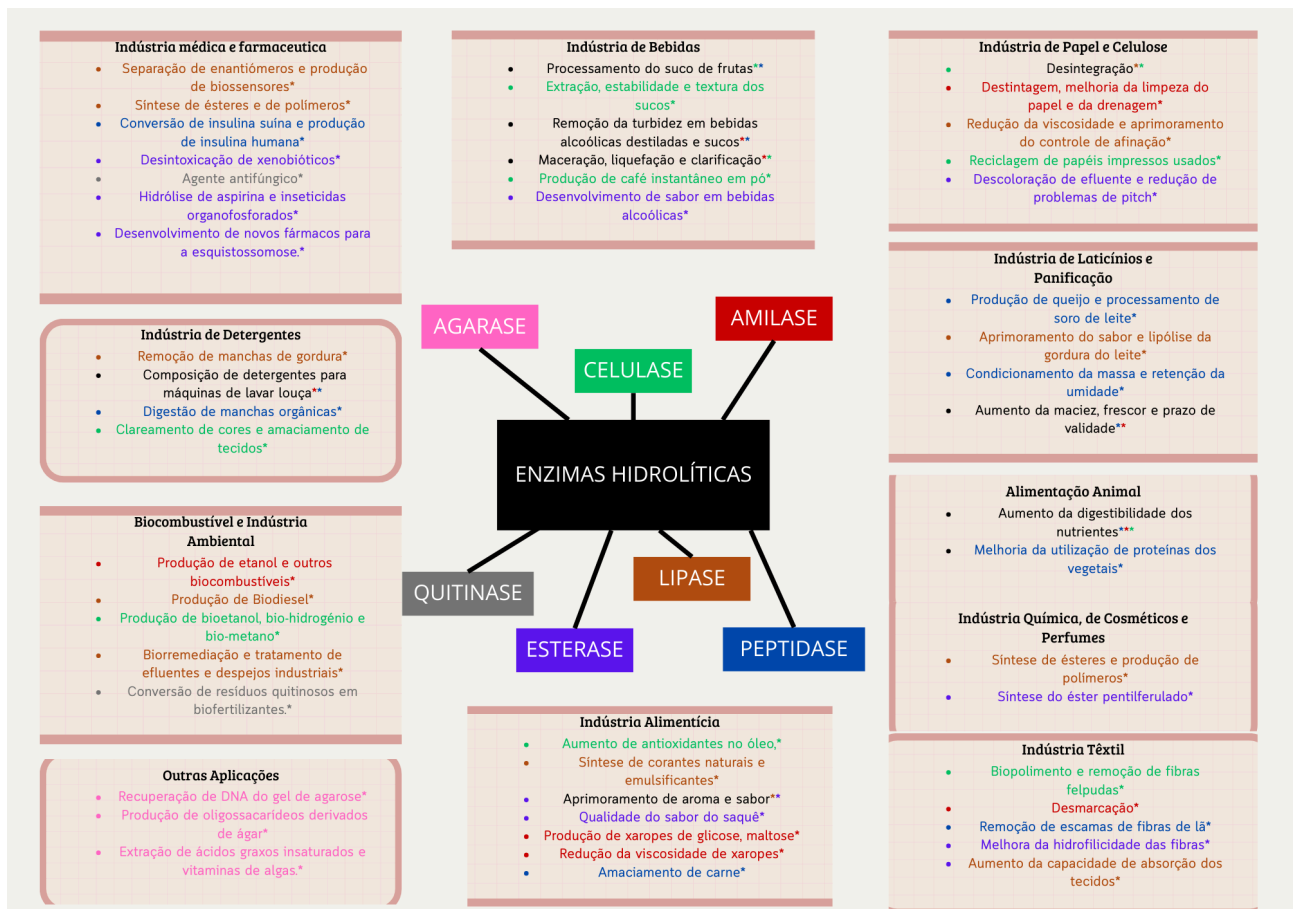 Indústria médica e farmaceutica
• Separação de enantiómeros e produção
de biossensores*
• Síntese de ésteres e de polimeros*
• Conversão de insulina suína e produção
de insulina humana*
• Desintoxicação de xenobióticos*
• Agente antifúngico*
• Hidrólise de aspirina e inseticidas
organofosforados*
• Desenvolvimento de novos fármacos para
a esquistossomose.*
Indústria de Detergentes
• Remoção de manchas de gordura*
• Composição de detergentes para
máquinas de lavar louça**
• Digestão de manchas orgânicas*
• Clareamento de cores e amaciamento de
tecidos*
Biocombustível e Indústria
Ambiental
• Produção de etanol e outros
biocombustíveis*
• Produção de Biodiesel*
• Produção de bioetanol, bio-hidrogênio e
bio-metano*
• Biorremediação e tratamento de
efluentes e despejos industriais*
• Conversão de resíduos quitinosos em
biofertilizantes.*
Outras Aplicações
• Recuperação de DNA do gel de agarose*
• Produção de oligossacarídeos derivados
de ágar*
• Extração de ácidos graxos insaturados e
vitaminas de algas.*
Indústria de Bebidas
• Processamento do suco de frutas**
• Extração, estabilidade e textura dos
sucos*
• Remoção da turbidez em bebidas
alcoólicas destiladas e sucos**
• Maceração, liquefação e clarificação**
• Produção de café instantâneo em pó*
• Desenvolvimento de sabor em bebidas
alcoólicas*
AGARASE
AMILASE
CELULASE
ENZIMAS HIDROLÍTICAS
QUITINASE
LIPASE
ESTERASE
PEPTIDASE
Indústria Alimentícia
• Aumento de antioxidantes no óleo,*
• Síntese de corantes naturais e
emulsificantes*
• Aprimoramento de aroma e sabor**
• Qualidade do sabor do saquê*
• Produção de xaropes de glicose, maltose*
• Redução da viscosidade de xaropes*
• Amaciamento de carne*
Indústria de Papel e Celulose
• Desintegração**
• Destintagem, melhoria da limpeza do
papel e da drenagem*
• Redução da viscosidade e aprimoramento
do controle de afinação*
• Reciclagem de papéis impressos usados*
• Descoloração de efluente e redução de
problemas de pitch*
Indústria de Laticínios e
Panificação
• Produção de queijo e processamento de
soro de leite*
• Aprimoramento do sabor e lipólise da
gordura do leite*
• Condicionamento da massa e retenção da
umidade*
• Aumento da maciez, frescor e prazo de
validade**
Alimentação Animal
• Aumento da digestibilidade dos
nutrientes***
• Melhoria da utilização de proteínas dos
vegetais*
Indústria Química, de Cosméticos e
Perfumes
• Síntese de ésteres e produção de
polímeros*
• Síntese do éster pentilferulado*
Indústria Têxtil
• Biopolimento e remoção de fibras
felpudas*
• Desmarcação*
• Remoção de escamas de fibras de lã*
• Melhora da hidrofilicidade das fibras*
• Aumento da capacidade de absorção dos
tecidos*